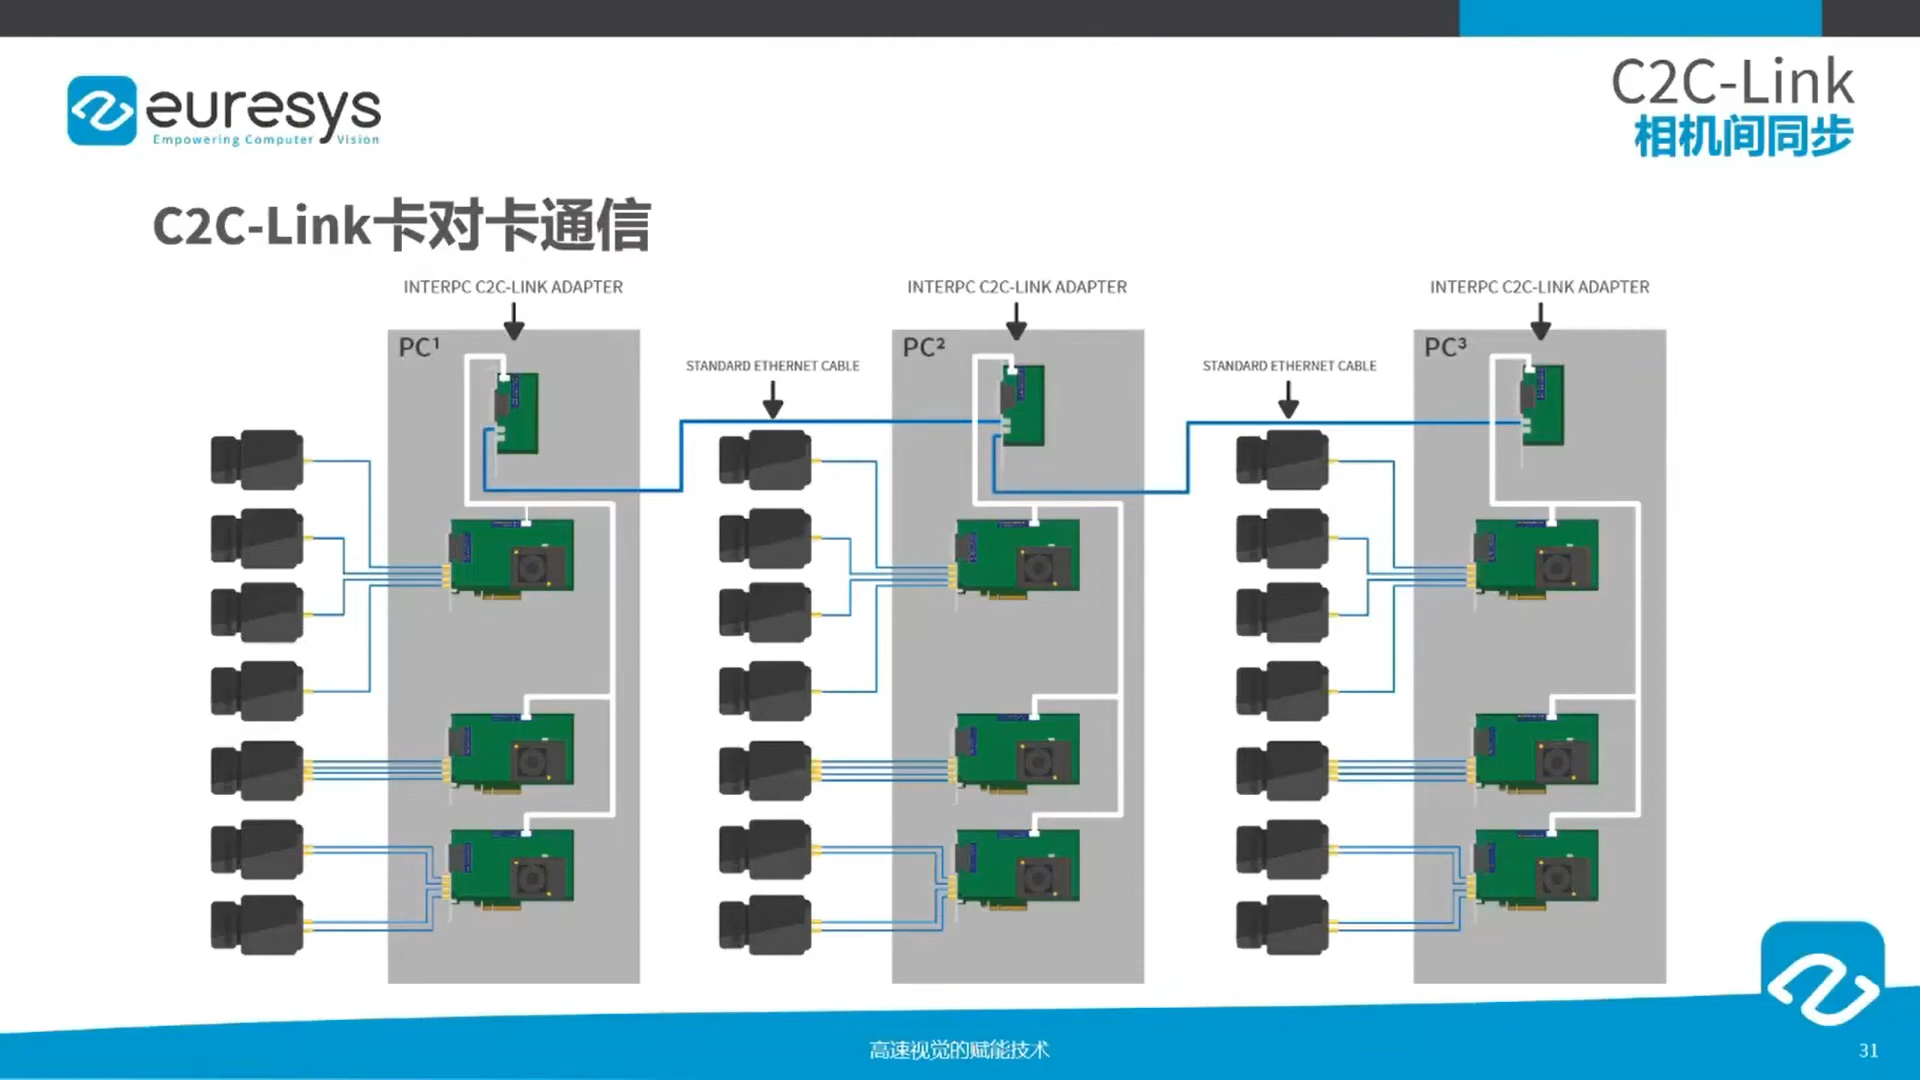 euresys
Empowering Computer Vision
C2C-Link
相机间同步
C2C-Link卡对卡通信
INTERPC C2C-LINK ADAPTER
INTERPC C2C-LINK ADAPTER
INTERPC C2C-LINK ADAPTER
PC¹
PC²
PC³
STANDARD ETHERNET CABLE
STANDARD ETHERNET CABLE
高速视觉的赋能技术
31